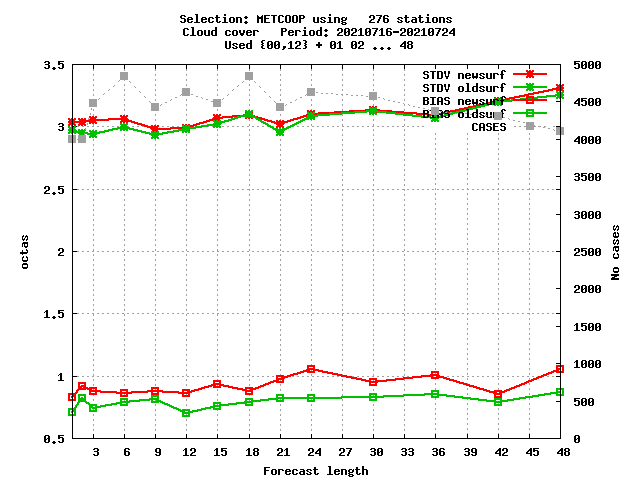 Selection: METCOOP using 276 stations
Cloud cover Period: 20210716-20210724
Used {00,12} + 01 02 ... 48
3.5
3
2.5
2
1.5
1
0.5
octas
STDV newsurf
STDV oldsurf
BIAS newsurf
BIAS oldsurf
CASES
5000
4500
4000
3500
3000
2500
2000
1500
1000
500
0
No cases
3 6 9 12 15 18 21 24 27 30 33 36 39 42 45 48
Forecast length